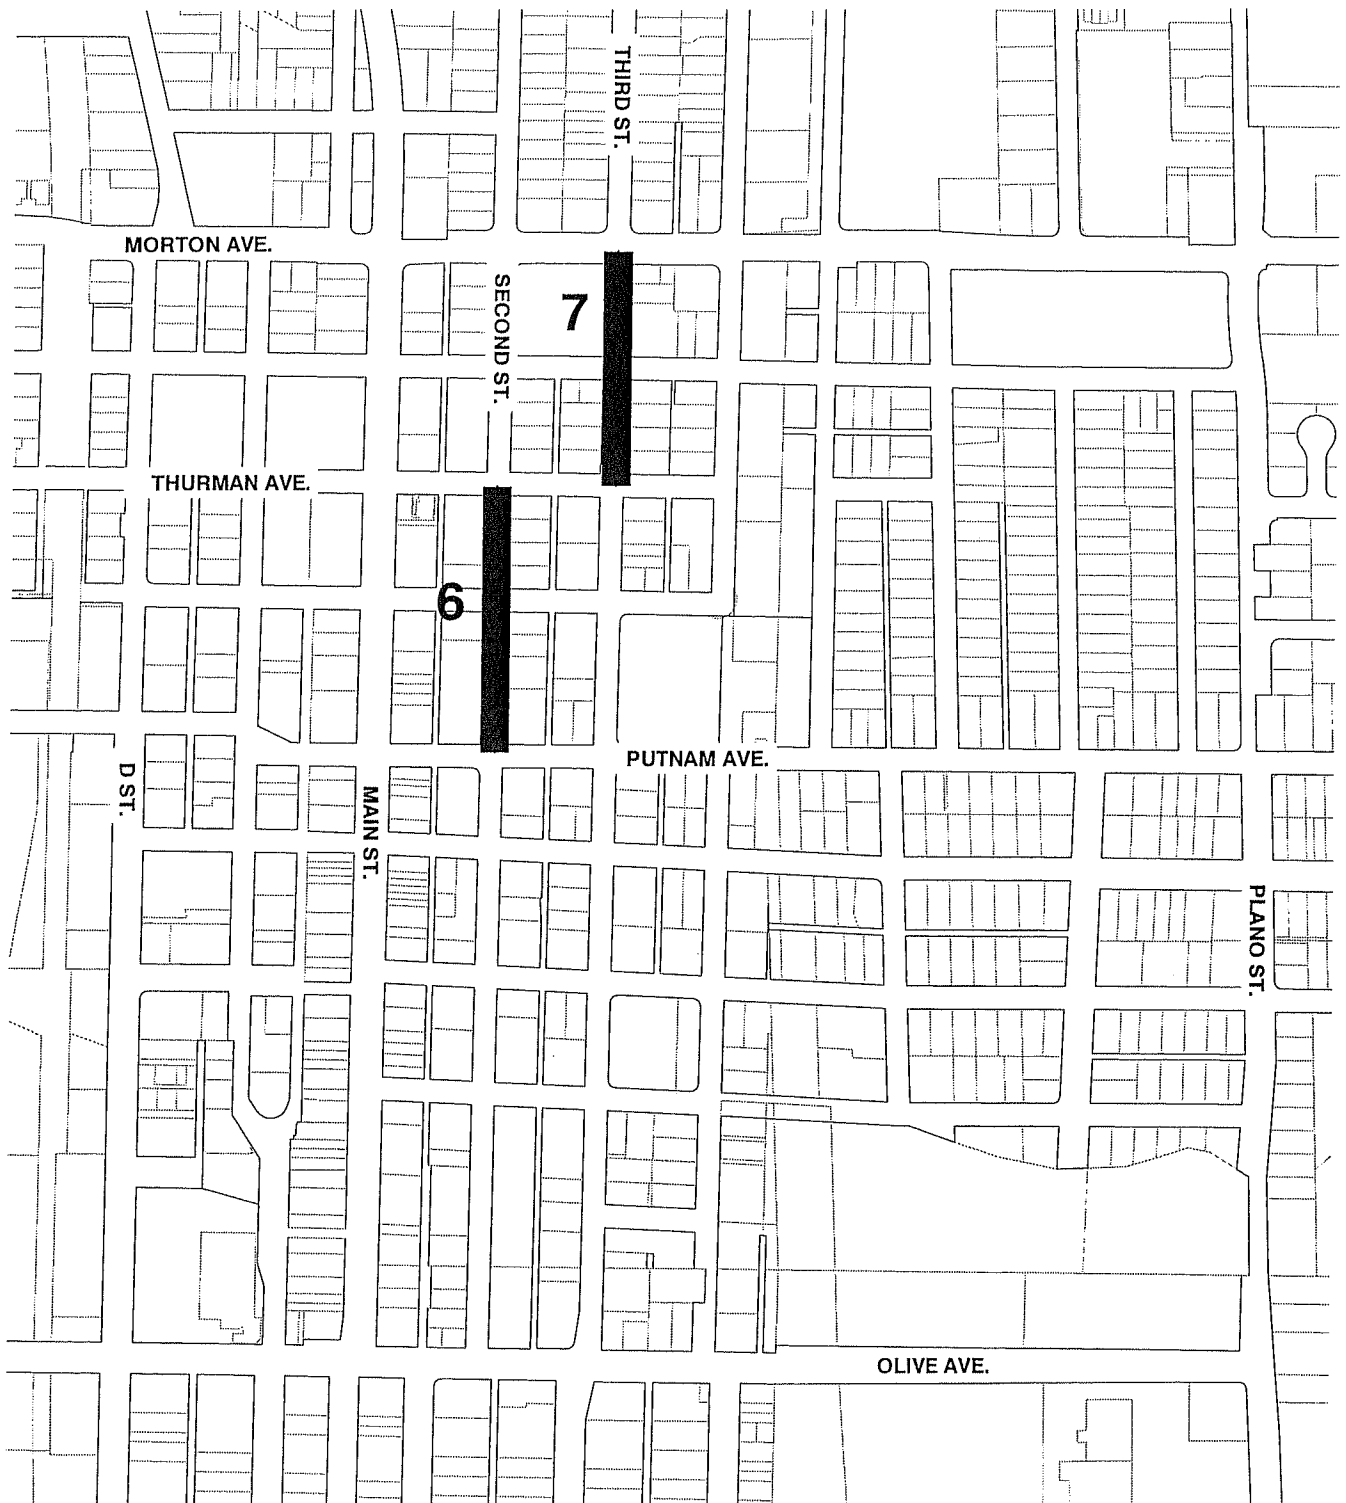 THIRD ST.
MORTON AVE.
SECOND ST.
7
THURMAN AVE.
6
PUTNAM AVE.
D ST.
MAIN ST.
PLANO ST.
OLIVE AVE.